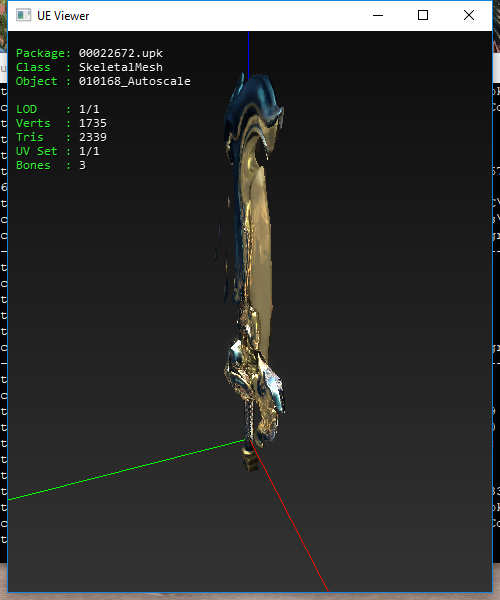 UE Viewer
Package: 00022672.upk
Class  : SkeletalMesh
Object : 010168_Autoscale
LOD    : 1/1
Verts  : 1735
Tris   : 2339
UV Set : 1/1
Bones  : 3